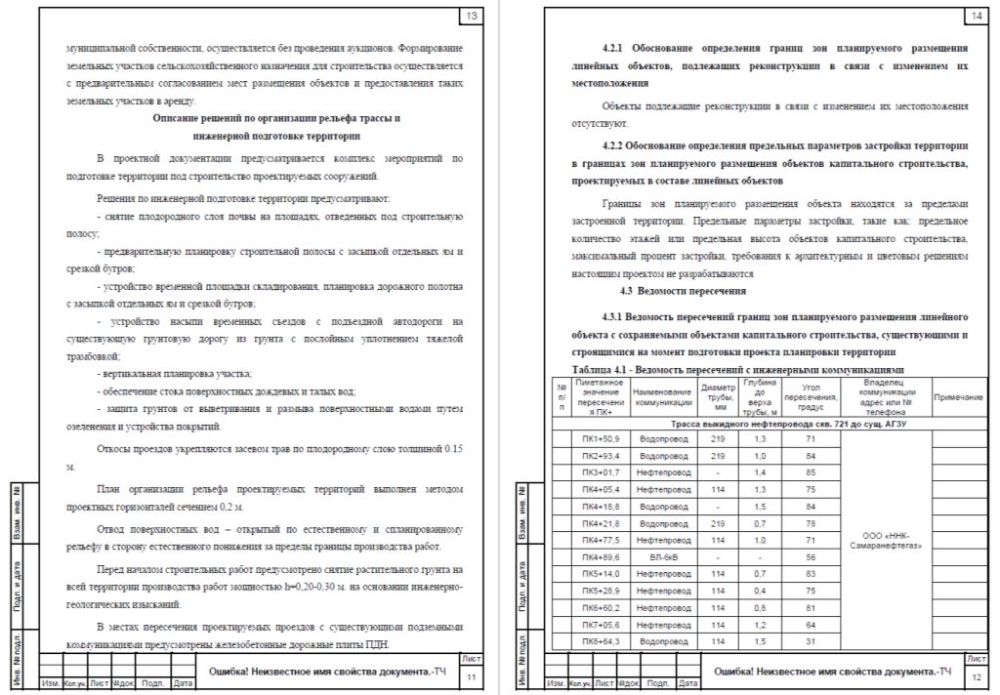 13
муниципальной собственности, осуществляется без проведения аукционов. Формирование
земельных участков сельскохозяйственного назначения для строительства осуществляется
с предварительным согласованием мест размещения объектов и предоставления таких
земельных участков в аренду.
Описание решений по организации рельефа трассы и
инженерной подготовке территории
В проектной документации предусматривается комплекс мероприятий по
подготовке территории под строительство проектируемых сооружений.
Решения по инженерной подготовке территории предусматривают:
- снятие плодородного слоя почвы на площадях, отведенных под строительную
полосу;
- предварительную планировку строительной полосы с засыпкой отдельных ям и
срезкой бугров;
- устройство временной площадки складирования, планировка дорожного полотна
с засыпкой отдельных ям и срезкой бугров;
- устройство насыпи временных съездов с подъездной автодороги на
существующую грунтовую дорогу из грунта с послойным уплотнением тяжелой
трамбовкой;
- вертикальная планировка участка;
- обеспечение стока поверхностных дождевых и талых вод;
- защита грунтов от выветривания и размыва поверхностными водами путем
озеленения и устройства покрытий.
Откосы проездов укрепляются засевом трав по плодородному слою толщиной 0.15
м.
План организации рельефа проектируемых территорий выполнен методом
проектных горизонталей сечением 0,2 м.
Отвод поверхностных вод – открытый по естественному и спланированному
рельефу в сторону естественного понижения за пределы границы производства работ.
Перед началом строительных работ предусмотрено снятие растительного грунта на
всей территории производства работ мощностью h=0,20-0,30 м. на основании инженерно-
геологических изысканий.
В местах пересечения проектируемых проездов с существующими подземными
коммуникациями предусмотрены железобетонные дорожные плиты ПДН.
Взам. инв. №
Подп. и дата
Инв. № подл.
Изм. Кол.уч. Лист №док Подп. Дата
Ошибка! Неизвестное имя свойства документа.-ТЧ
Лист
11
14
4.2.1 Обоснование определения границ зон планируемого размещения
линейных объектов, подлежащих реконструкции в связи с изменением их
местоположения
Объекты подлежащие реконструкции в связи с изменением их местоположения
отсутствуют.
4.2.2 Обоснование определения предельных параметров застройки территории
в границах зон планируемого размещения объектов капитального строительства,
проектируемых в составе линейных объектов
Границы зон планируемого размещения объекта находятся за пределами
застроенной территории. Предельные параметры застройки, такие как: предельное
количество этажей или предельная высота объектов капитального строительства,
максимальный процент застройки, требования к архитектурным и цветовым решениям
настоящим проектом не разрабатываются
4.3 Ведомости пересечения
4.3.1 Ведомость пересечений границ зон планируемого размещения линейного
объекта с сохраняемыми объектами капитального строительства, существующими и
строящимися на момент подготовки проекта планировки территории
Таблица 4.1 - Ведомость пересечений с инженерными коммуникациями
№ п/п Пикетажное значение пересечения ПК+ Наименование коммуникации Диаметр трубы, мм Глубина до верха трубы, м Угол пересечения, градус Владелец коммуникации адрес или № телефона Примечание
Трасса выкидного нефтепровода скв. 721 до сущ. АГЗУ
ПК1+50,9 Водопровод 219 1,3 71
ПК2+93,4 Водопровод 219 1,0 84
ПК3+01,7 Нефтепровод - 1,4 85
ПК4+05,4 Нефтепровод 114 1,3 75
ПК4+18,8 Водопровод - 1,5 84
ПК4+21,8 Водопровод 219 0,7 78
ПК4+77,5 Нефтепровод 114 1,0 71
ООО «ННК-
Самаранефтегаз»
ПК4+89,6 ВЛ-6кВ - - 56
ПК5+14,0 Нефтепровод 114 0,7 83
ПК5+28,9 Нефтепровод 114 0,4 75
ПК6+60,2 Нефтепровод 114 0,8 81
ПК7+05,6 Нефтепровод 114 1,2 64
ПК8+64,3 Водопровод 114 1,5 31
Взам. инв. №
Подп. и дата
Инв. № подл.
Изм. Кол.уч. Лист №док Подп. Дата
Ошибка! Неизвестное имя свойства документа.-ТЧ
Лист
12